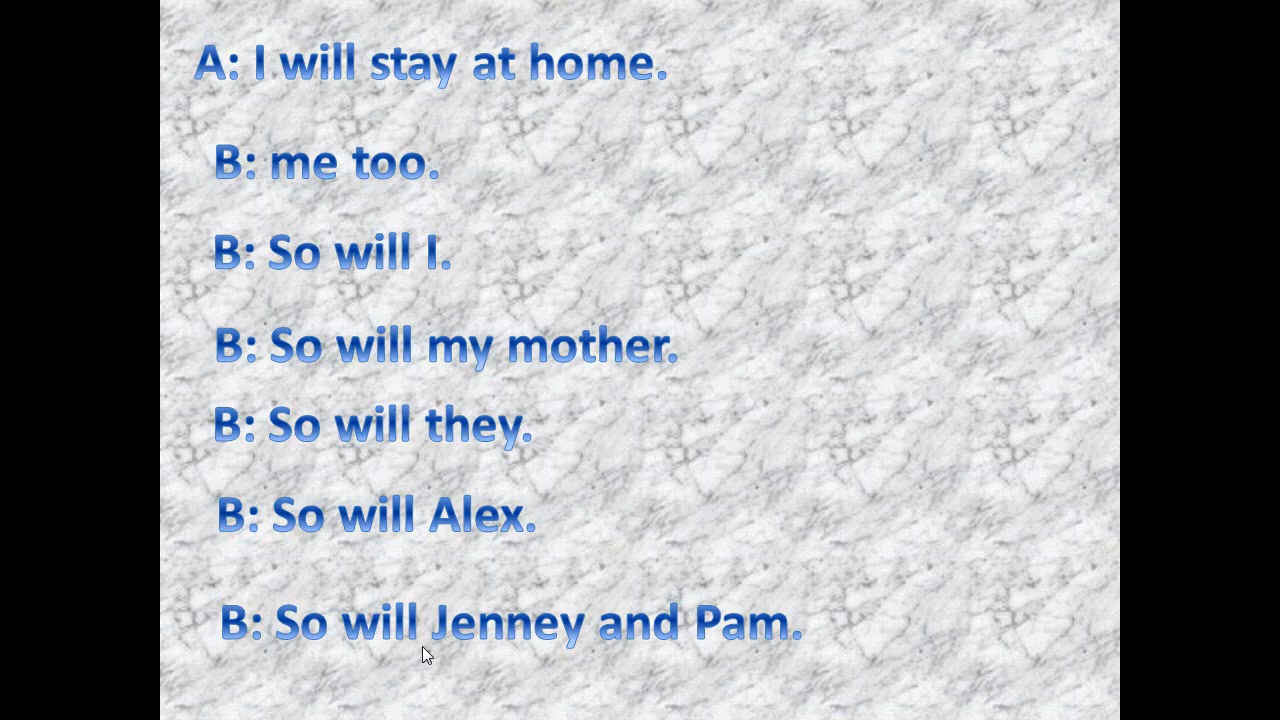 A: I will stay at home.
B: me too.
B: So will I.
B: So will my mother.
B: So will they.
B: So will Alex.
B: So will Jenney and Pam.